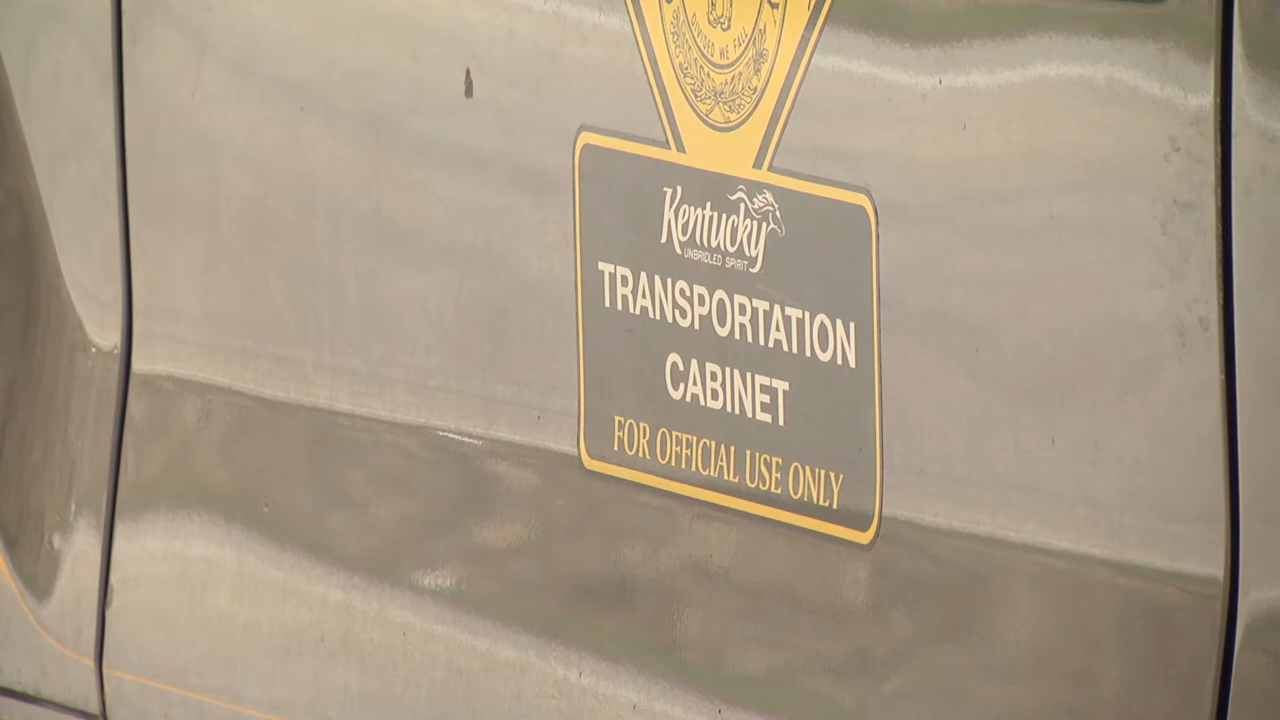 DIVIDED WE FALL
Kentucky
UNBRIDLED SPIRIT
TRANSPORTATION
CABINET
FOR OFFICIAL USE ONLY